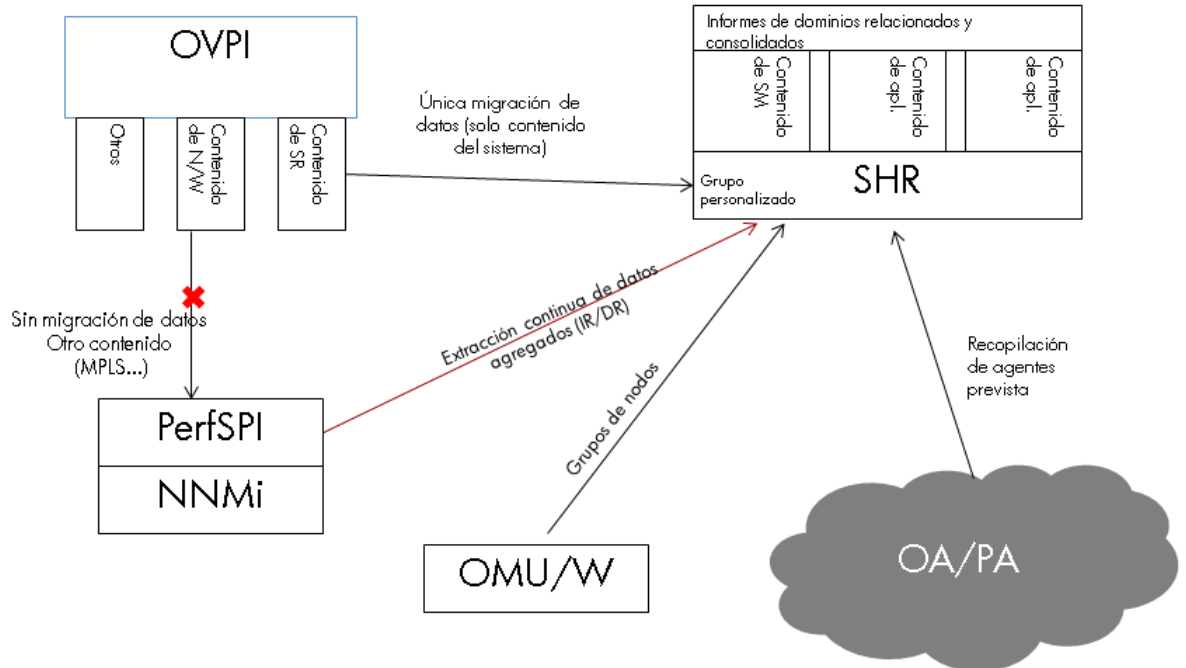 OVPI
Otros
Contenido
de N/W
Contenido
de SR
Única migración de
datos (solo contenido
del sistema)
Informes de dominios relacionados y
consolidados
Contenido
de SM
Contenido
de apl.
Contenido
de apl.
Grupo
personalizado
SHR
Sin migración de datos
Otro contenido
(MPLS...)
Extracción continua de datos
agregados (IR/DR)
Grupos de nodos
Recopilación
de agentes
prevista
PerfSPI
NNMi
OMU/W
OA/PA